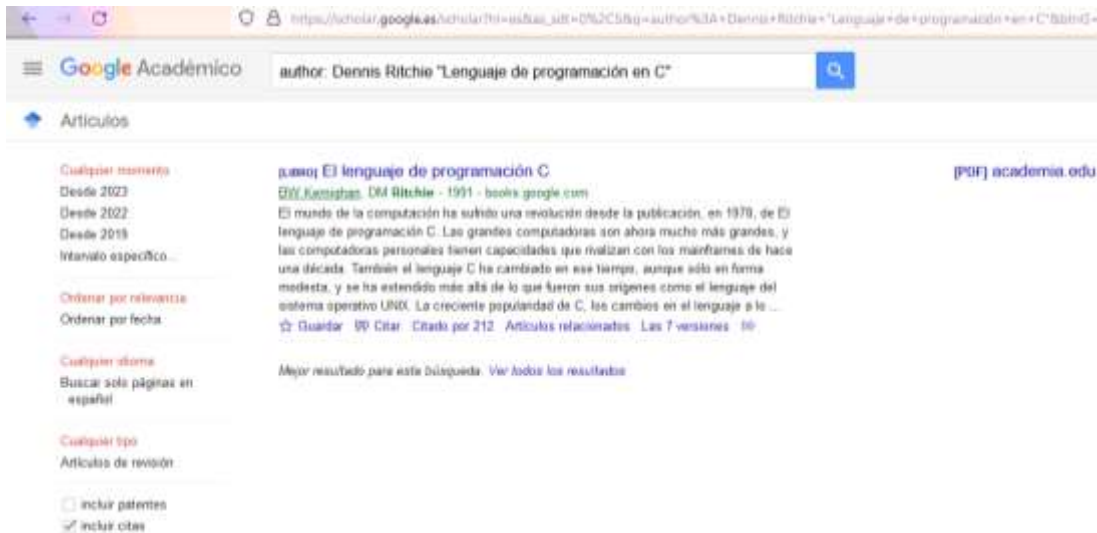 https://scholar.google.es/scholar?hl=es&as_sdt=0%2C5&q=author%3A+Dennis+Ritchie+"Lenguaje+de+programación+en+C"&btnG=
Google Académico
author: Dennis Ritchie "Lenguaje de programación en C"
Artículos
Cualquier momento
Desde 2023
Desde 2022
Desde 2019
Intervalo específico...
Ordenar por relevancia
Ordenar por fecha
Cualquier idioma
Buscar solo páginas en
español
Cualquier tipo
Artículos de revisión
incluir patentes
incluir citas
[LIBRO] El lenguaje de programación C
BW Kernighan, DM Ritchie - 1991 - books.google.com
El mundo de la computación ha sufrido una revolución desde la publicación, en 1978, de El
lenguaje de programación C. Las grandes computadoras son ahora mucho más grandes, y
las computadoras personales tienen capacidades que rivalizan con los mainframes de hace
una década. También el lenguaje C ha cambiado en ese tiempo, aunque sólo en forma
modesta, y se ha extendido más allá de lo que fueron sus orígenes como el lenguaje del
sistema operativo UNIX. La creciente popularidad de C, los cambios en el lenguaje a lo ...
Guardar Citar Citado por 212 Artículos relacionados Las 7 versiones
Mejor resultado para esta búsqueda. Ver todos los resultados
[PDF] academia.edu